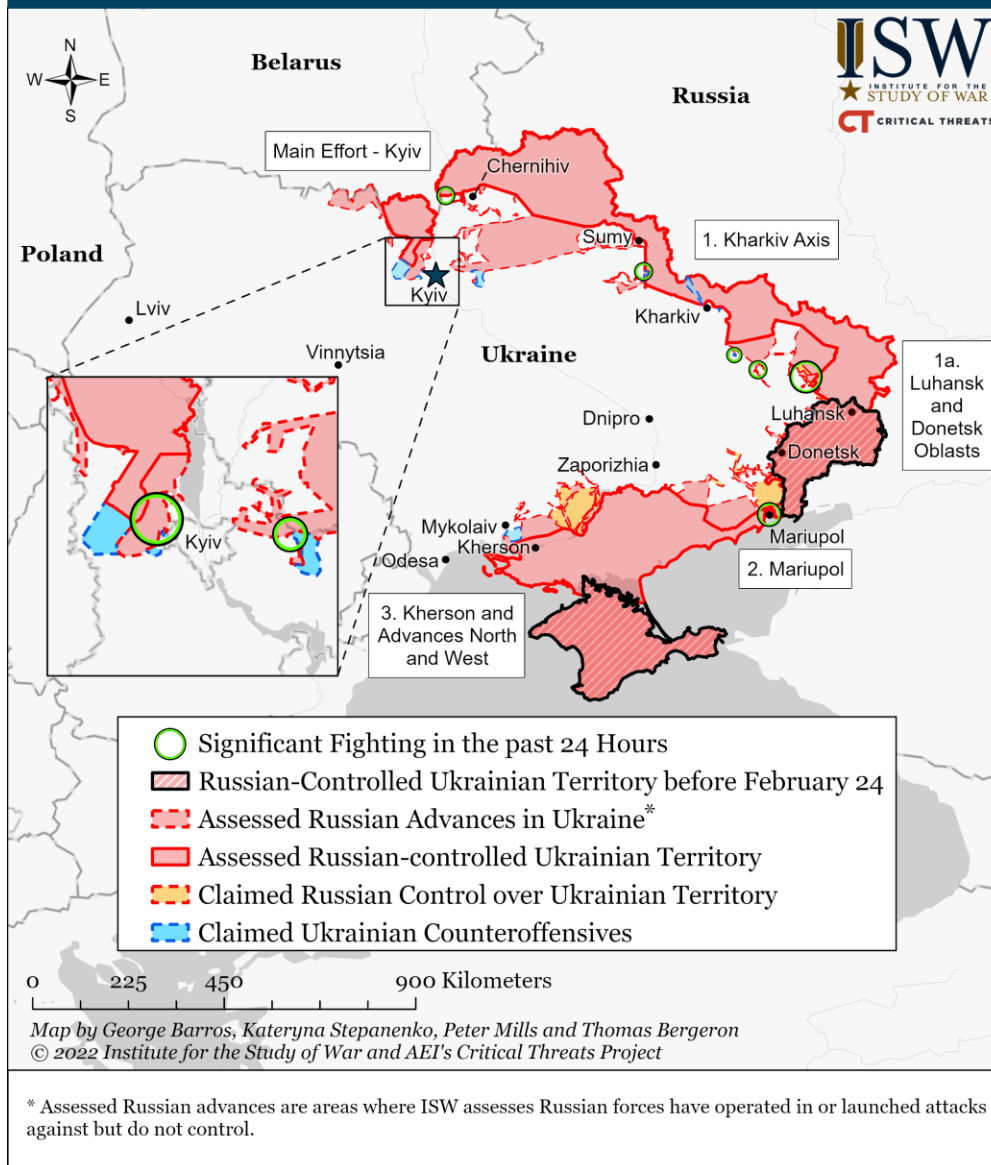 N
W E
S
Belarus
Russia
ISW
INSTITUTE FOR THE
STUDY OF WAR
CT CRITICAL THREATS
Main Effort - Kyiv
Chernihiv
Poland
Sumy
1. Kharkiv Axis
Kyiv
Lviv
Kharkiv
Vinnytsia
Ukraine
1a.
Luhansk
and
Donetsk
Oblasts
Luhansk
Dnipro
Donetsk
Zaporizhia
Kyiv
Mykolaiv
Kherson
Mariupol
Odesa
2. Mariupol
3. Kherson and
Advances North
and West
Significant Fighting in the past 24 Hours
Russian-Controlled Ukrainian Territory before February 24
Assessed Russian Advances in Ukraine*
Assessed Russian-controlled Ukrainian Territory
Claimed Russian Control over Ukrainian Territory
Claimed Ukrainian Counteroffensives
0 225 450 900 Kilometers
Map by George Barros, Kateryna Stepanenko, Peter Mills and Thomas Bergeron
© 2022 Institute for the Study of War and AEI's Critical Threats Project
* Assessed Russian advances are areas where ISW assesses Russian forces have operated in or launched attacks
against but do not control.